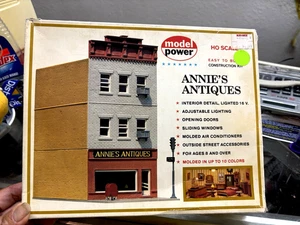 model
power
HO SCALE
EASY TO
CONSTRUCTION KIT
ANNIE'S
ANTIQUES
INTERIOR DETAIL, LIGHTED 16 V.
ADJUSTABLE LIGHTING
OPENING DOORS
SLIDING WINDOWS
MOLDED AIR CONDITIONERS
OUTSIDE STREET ACCESSORIES
FOR AGES 8 AND OVER
MOLDED IN UP TO 10 COLORS
ANNIE'S ANTIQUES